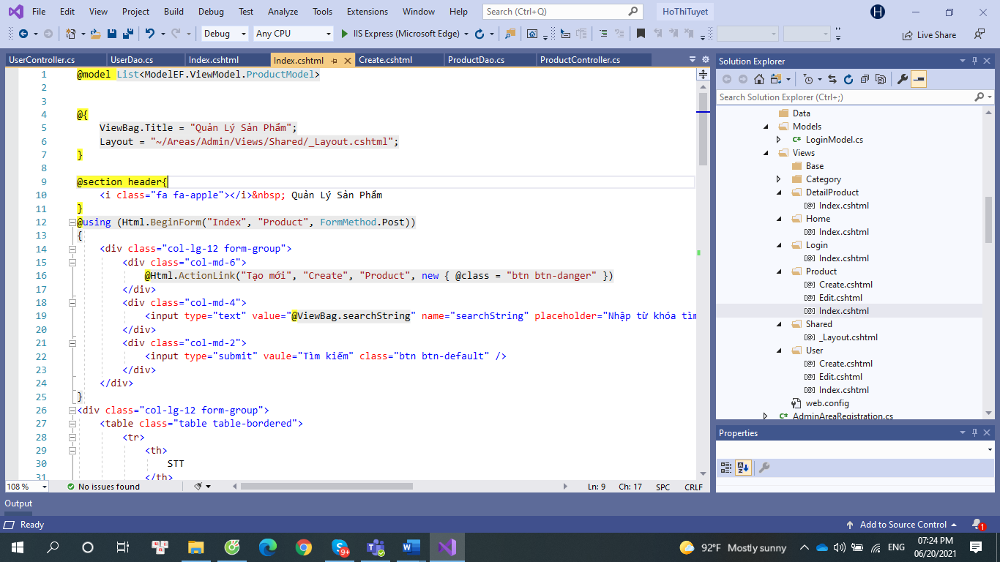 File Edit View Project Build Debug Test Analyze Tools Extensions Window Help Search (Ctrl+Q) HoThiTuyet H
Debug Any CPU IIS Express (Microsoft Edge) Live Share
UserController.cs UserDao.cs Index.cshtml Index.cshtml Create.cshtml ProductDao.cs ProductController.cs
1 @model List<ModelEF.ViewModel.ProductModel>
2
3
4 @{
5 ViewBag.Title = "Quản Lý Sản Phẩm";
6 Layout = "~/Areas/Admin/Views/Shared/_Layout.cshtml";
7 }
8
9 @section header{
10 <i class="fa fa-apple"></i>&nbsp; Quản Lý Sản Phẩm
11 }
12 @using (Html.BeginForm("Index", "Product", FormMethod.Post))
13 {
14 <div class="col-lg-12 form-group">
15 <div class="col-md-6">
16 @Html.ActionLink("Tạo mới", "Create", "Product", new { @class = "btn btn-danger" })
17 </div>
18 <div class="col-md-4">
19 <input type="text" value="@ViewBag.searchString" name="searchString" placeholder="Nhập từ khóa tìm
20 </div>
21 <div class="col-md-2">
22 <input type="submit" vaule="Tìm kiếm" class="btn btn-default" />
23 </div>
24 </div>
25 }
26 <div class="col-lg-12 form-group">
27 <table class="table table-bordered">
28 <tr>
29 <th>
30 STT
31 </th>
108 % No issues found Ln: 9 Ch: 17 SPC CRLF
Solution Explorer
Search Solution Explorer (Ctrl+;)
Data
Models
C# LoginModel.cs
Views
Base
Category
DetailProduct
Index.cshtml
Home
Index.cshtml
Login
Index.cshtml
Product
Create.cshtml
Edit.cshtml
Index.cshtml
Shared
_Layout.cshtml
User
Create.cshtml
Edit.cshtml
Index.cshtml
web.config
C# AdminAreaRegistration.cs
Properties
Output
Ready Add to Source Control 1
9+ 92°F Mostly sunny ENG 07:24 PM
06/20/2021